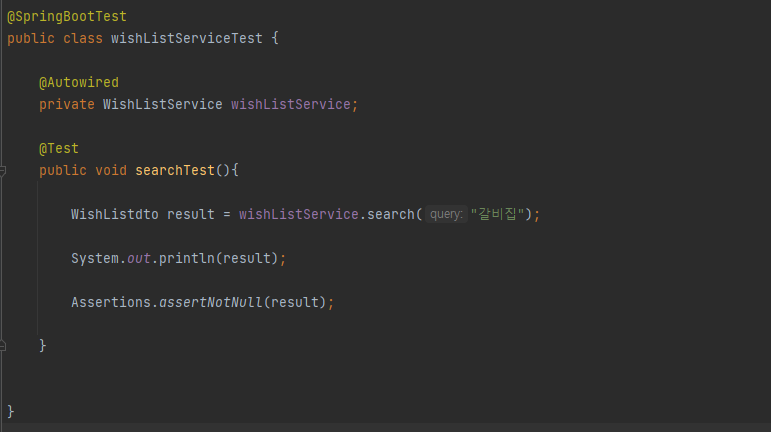 @SpringBootTest
public class wishListServiceTest {
@Autowired
private WishListService wishListService;
@Test
public void searchTest(){
WishListdto result = wishListService.search( query: "갈비집");
System.out.println(result);
Assertions.assertNotNull(result);
}
}